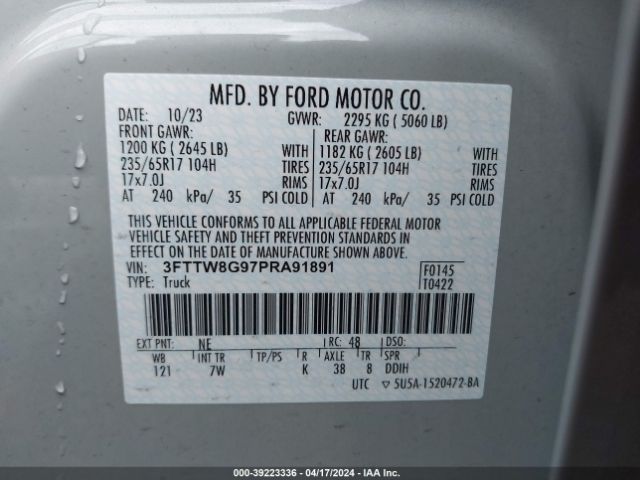 MFD. BY FORD MOTOR CO.
DATE: 10/23 GVWR: 2295 KG ( 5060 LB)
FRONT GAWR: REAR GAWR:
1200 KG ( 2645 LB) WITH 1182 KG ( 2605 LB) WITH
235/65R17 104H TIRES 235/65R17 104H TIRES
17x7.0J RIMS 17x7.0J RIMS
AT 240 kPa/ 35 PSI COLD AT 240 kPa/ 35 PSI COLD
THIS VEHICLE CONFORMS TO ALL APPLICABLE FEDERAL MOTOR
VEHICLE SAFETY AND THEFT PREVENTION STANDARDS IN
EFFECT ON THE DATE OF MANUFACTURE SHOWN ABOVE.
VIN: 3FTTW8G97PRA91891 F0145
TYPE: Truck T0422
EXT PNT: NE RC: 48 DSO:
WB INT TR TP/PS R AXLE TR SPR
121 7W K 38 8 DDIH
UTC ▽ 5U5A-1520472-BA
000-39223336 - 04/17/2024 - IAA Inc.